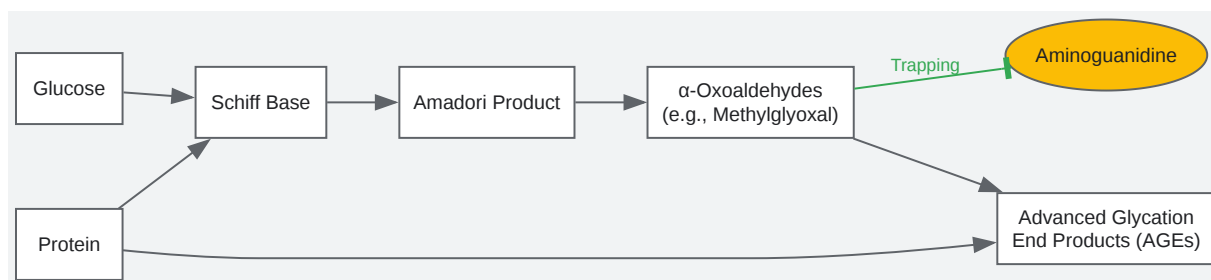 Glucose
Schiff Base
Amadori Product
α-Oxoaldehydes
(e.g., Methylglyoxal)
Trapping
Aminoguanidine
Protein
Advanced Glycation
End Products (AGEs)